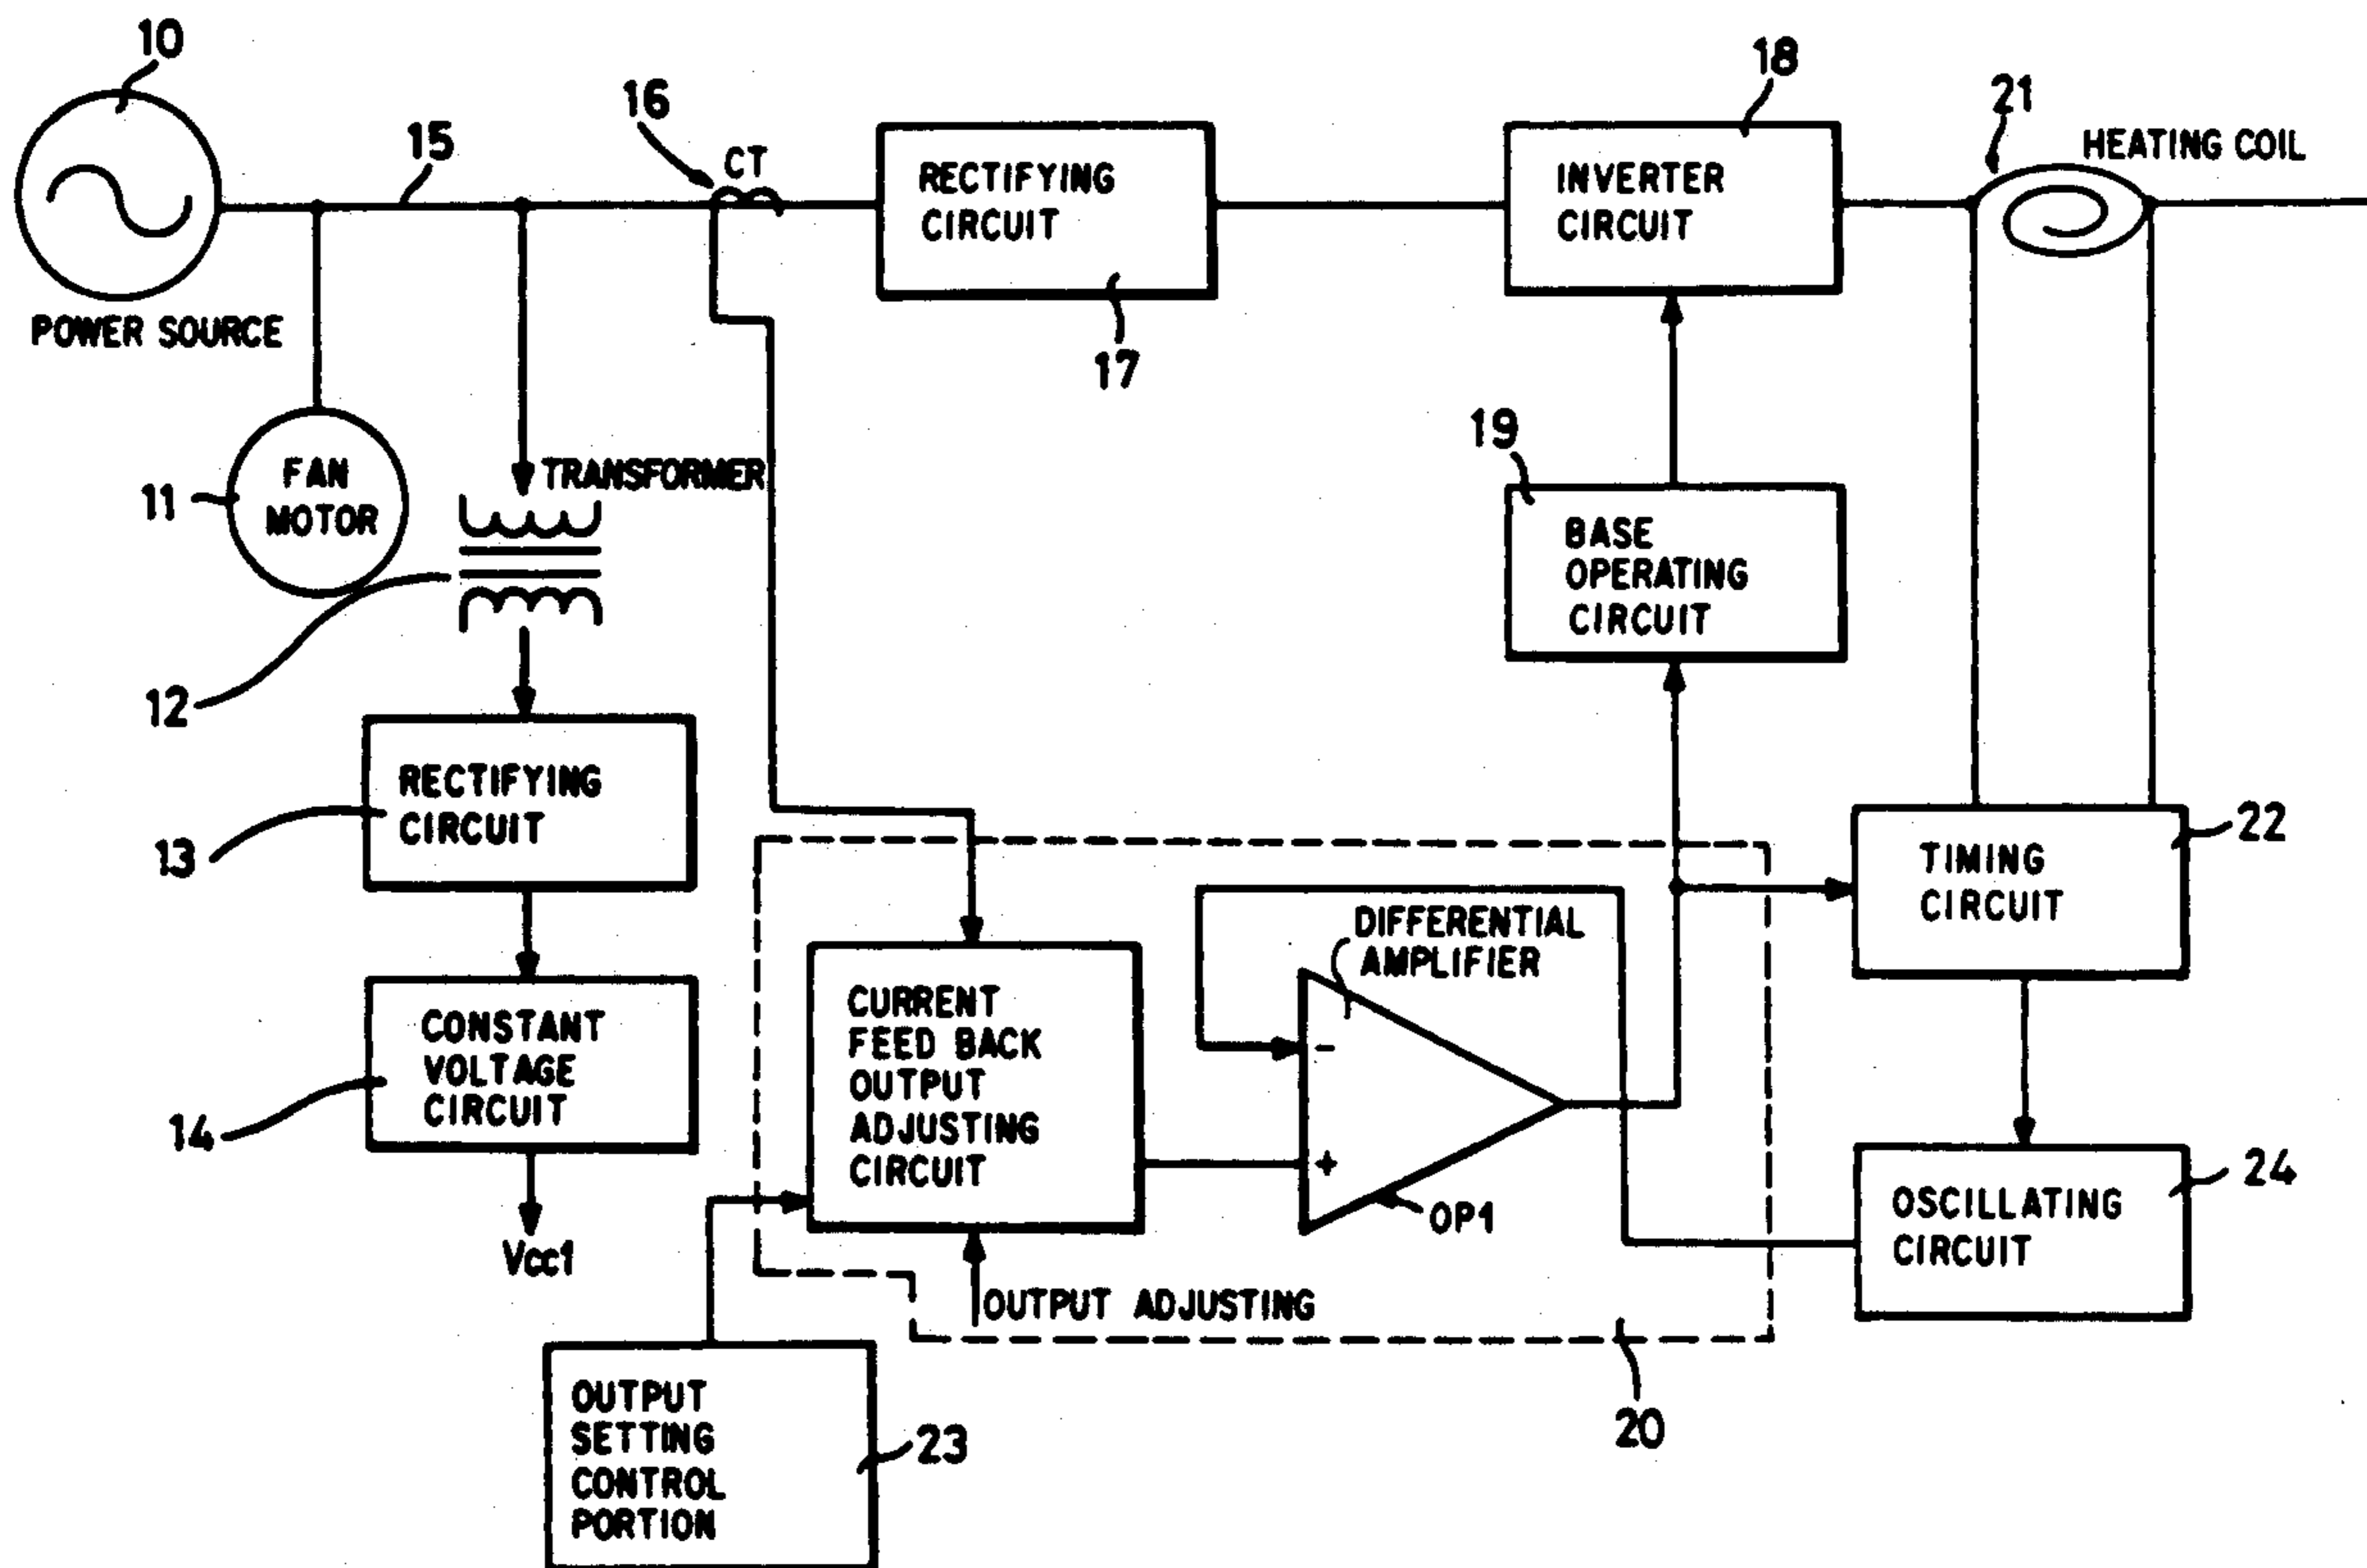 10
POWER SOURCE
15
16
CT
RECTIFYING
CIRCUIT
17
18
INVERTER
CIRCUIT
21
HEATING COIL
11
FAN
MOTOR
TRANSFORMER
12
19
BASE
OPERATING
CIRCUIT
RECTIFYING
CIRCUIT
13
22
TIMING
CIRCUIT
CONSTANT
VOLTAGE
CIRCUIT
14
Vcc1
CURRENT
FEED BACK
OUTPUT
ADJUSTING
CIRCUIT
DIFFERENTIAL
AMPLIFIER
-
+
OP1
24
OSCILLATING
CIRCUIT
OUTPUT ADJUSTING
20
OUTPUT
SETTING
CONTROL
PORTION
23